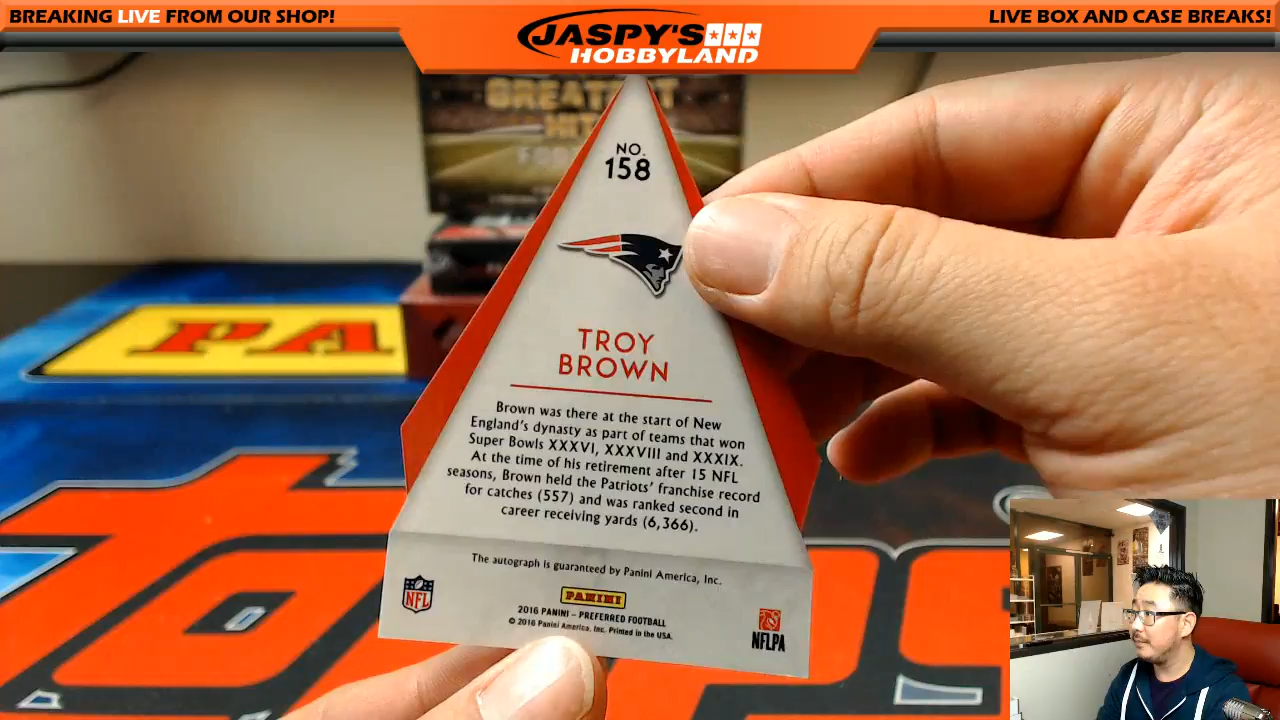 BREAKING LIVE FROM OUR SHOP!
JASPY'S
HOBBYLAND
LIVE BOX AND CASE BREAKS!
GREATEST
HIT
NO.
158
TROY
BROWN
Brown was there at the start of New
England's dynasty as part of teams that won
Super Bowls XXXVI, XXXVIII and XXXIX.
At the time of his retirement after 15 NFL
seasons, Brown held the Patriots' franchise record
for catches (557) and was ranked second in
career receiving yards (6,366).
The autograph is guaranteed by Panini America, Inc.
PANINI
2016 PANINI – PREFERRED FOOTBALL
© 2016 Panini America, Inc. Printed in the USA.
NFL
NFLPA
PA